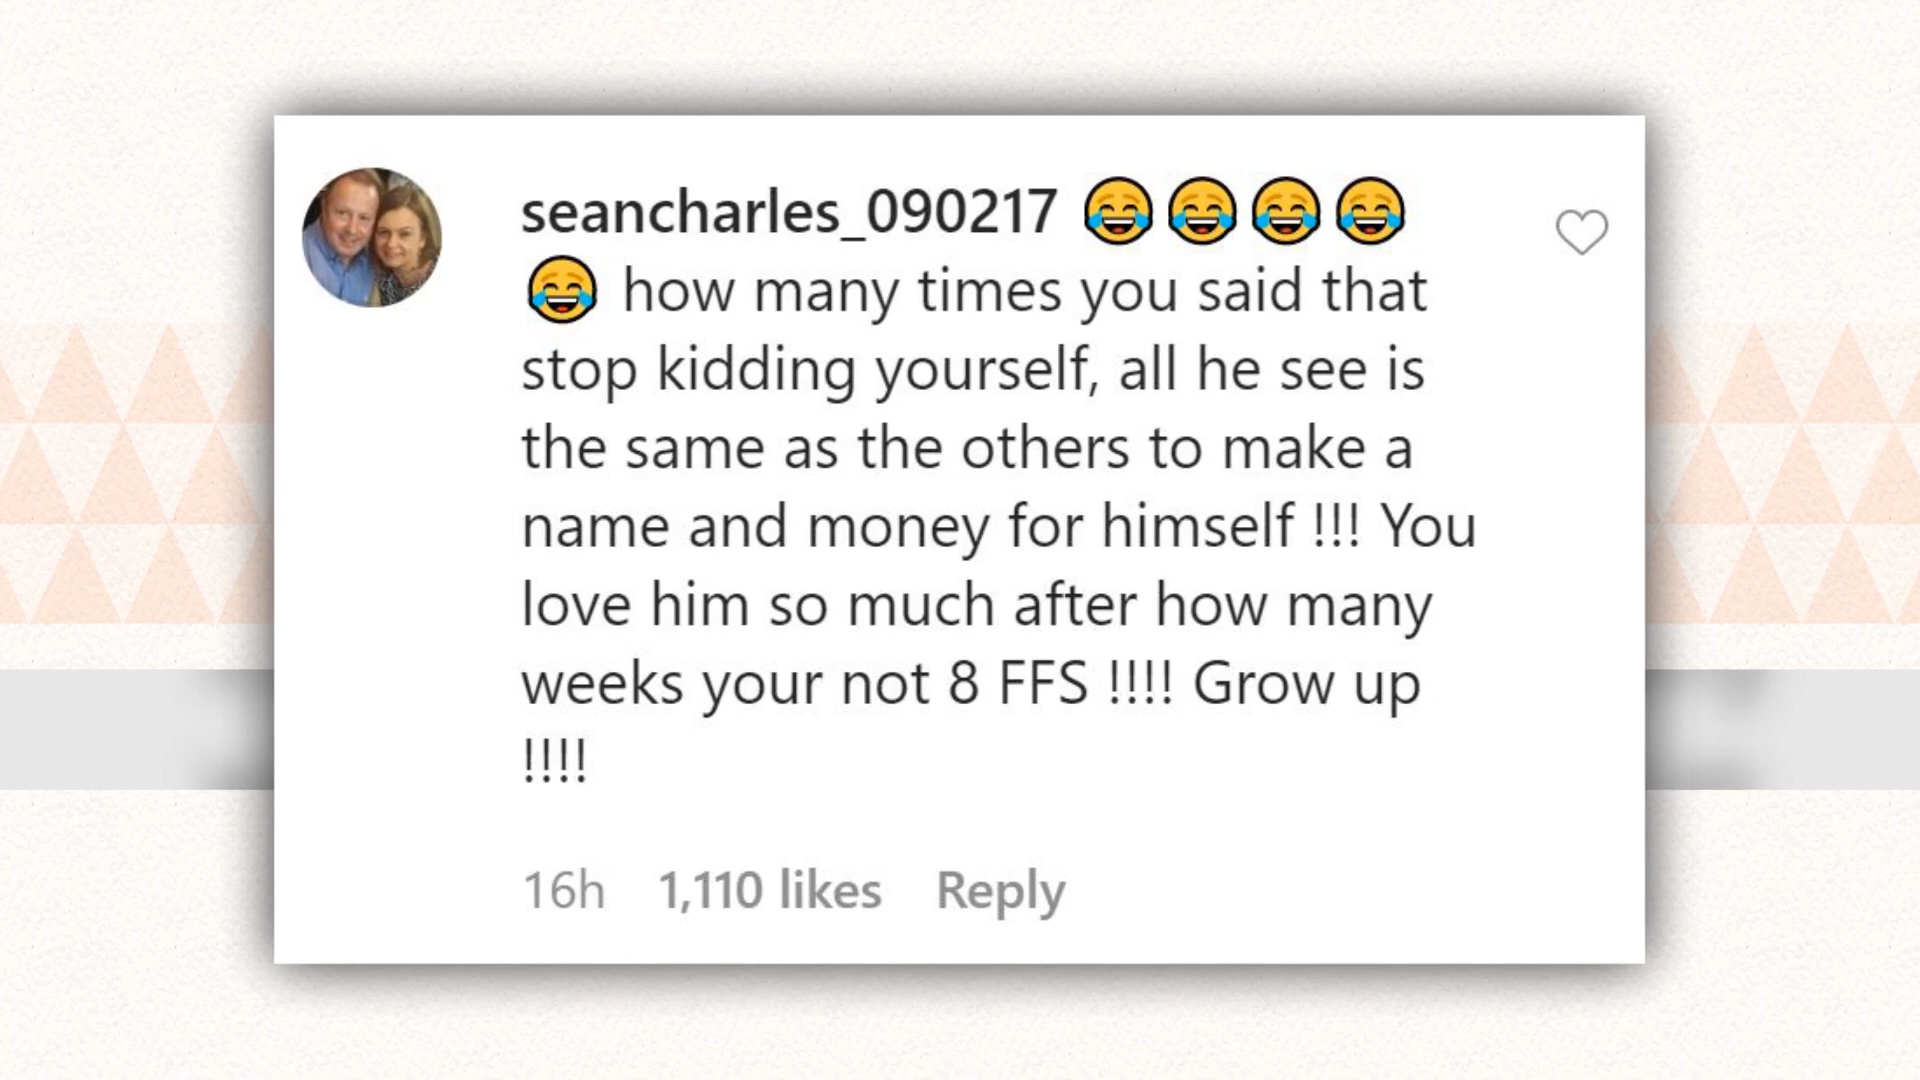 seancharles_090217 😂😂😂😂
😂 how many times you said that
stop kidding yourself, all he see is
the same as the others to make a
name and money for himself !!! You
love him so much after how many
weeks your not 8 FFS !!!! Grow up
!!!!
16h 1,110 likes Reply